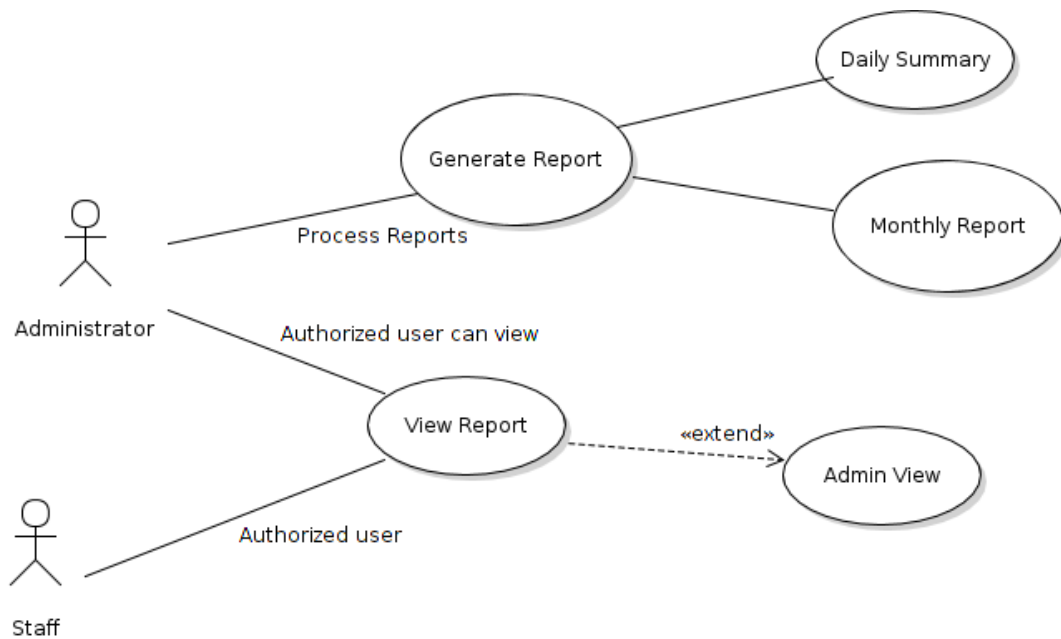 Daily Summary
Generate Report
Monthly Report
Process Reports
Administrator
Authorized user can view
View Report
«extend»
Admin View
Authorized user
Staff